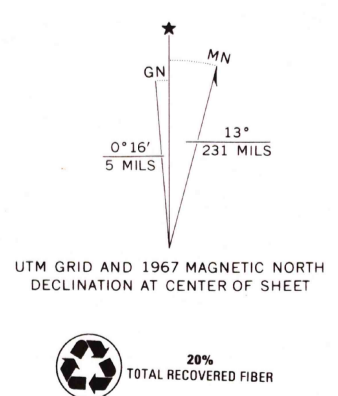 ★
MN
GN
0°16′
5 MILS
13°
231 MILS
UTM GRID AND 1967 MAGNETIC NORTH
DECLINATION AT CENTER OF SHEET
20%
TOTAL RECOVERED FIBER